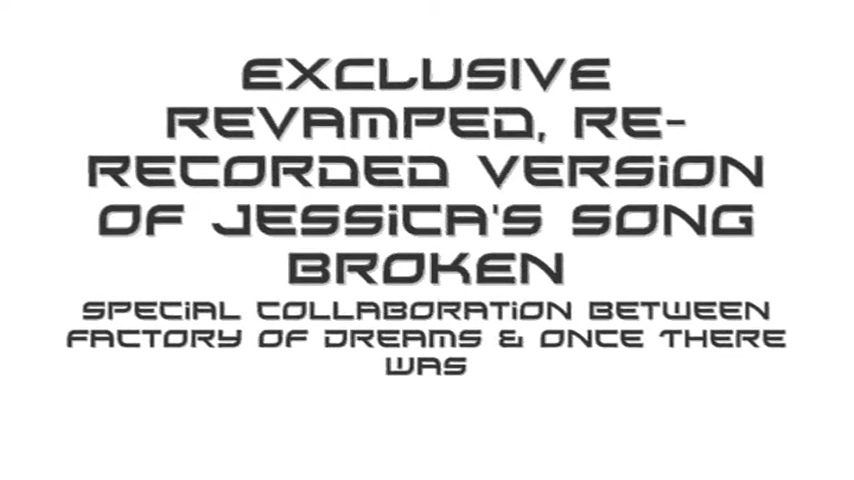 EXCLUSIVE
REVAMPED, RE-
RECORDED VERSiON
OF JESSiCA'S SONG
BROKEN
SPECiAL COLLABORATiON BETWEEN
FACTORY OF DREAMS & ONCE THERE
WAS